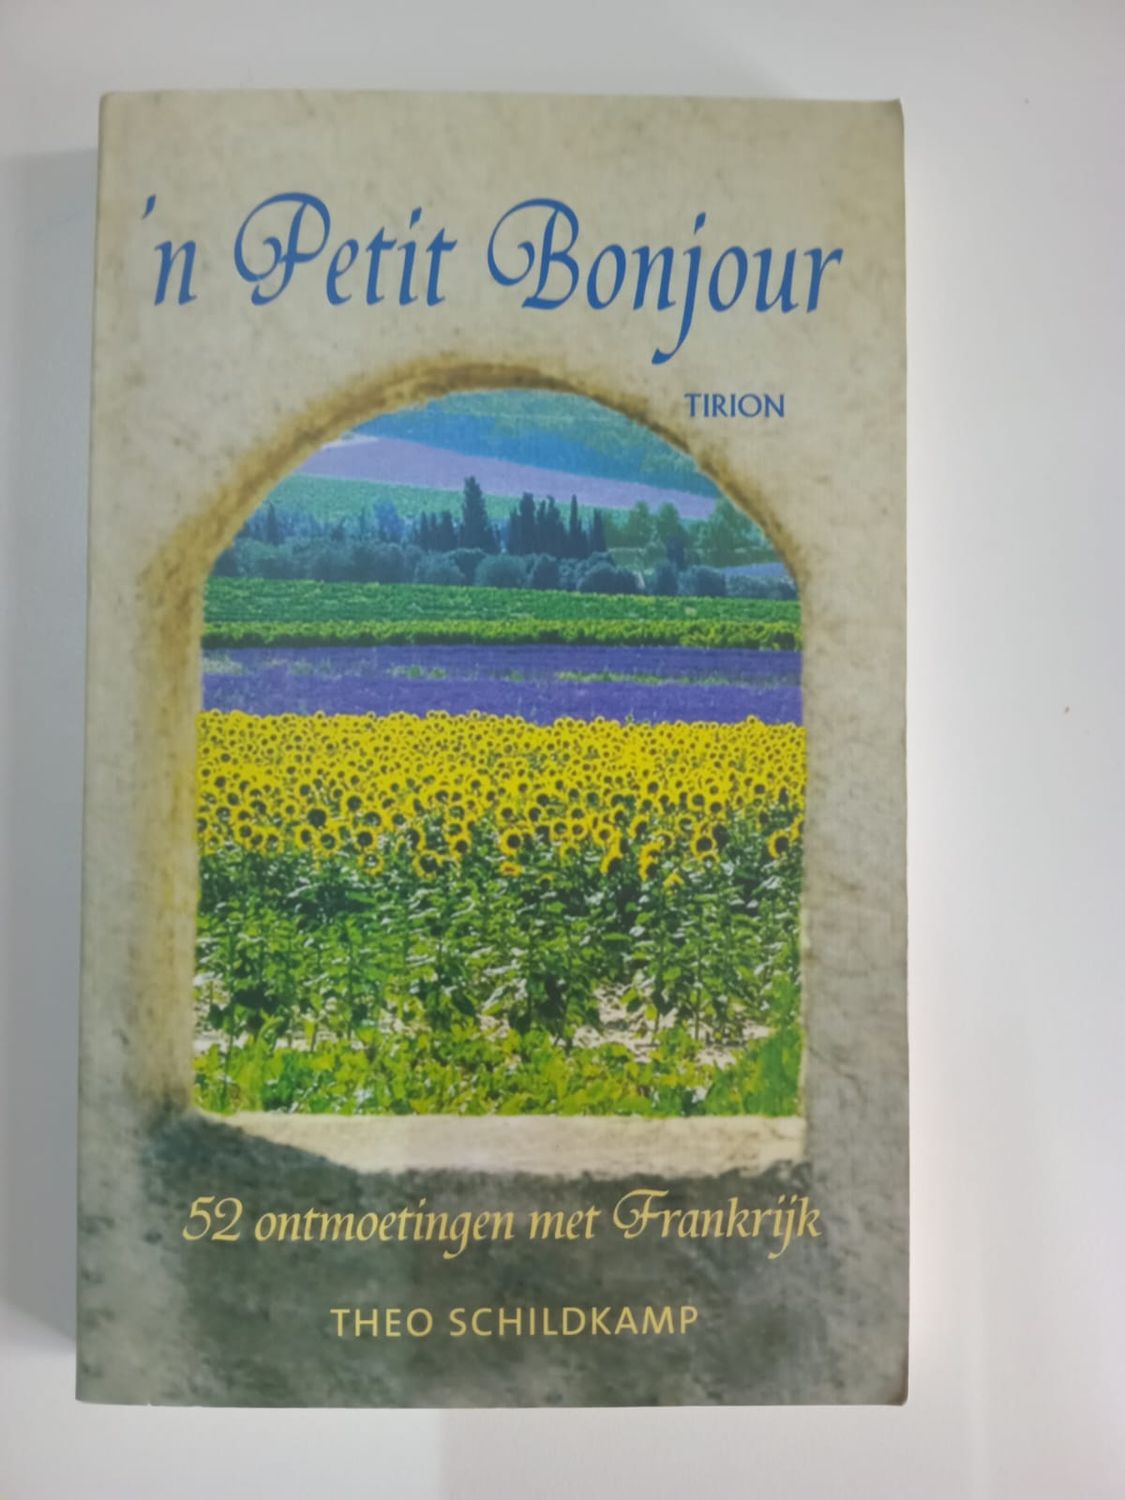 'n Petit Bonjour
TIRION
52 ontmoetingen met Frankrijk
THEO SCHILDKAMP